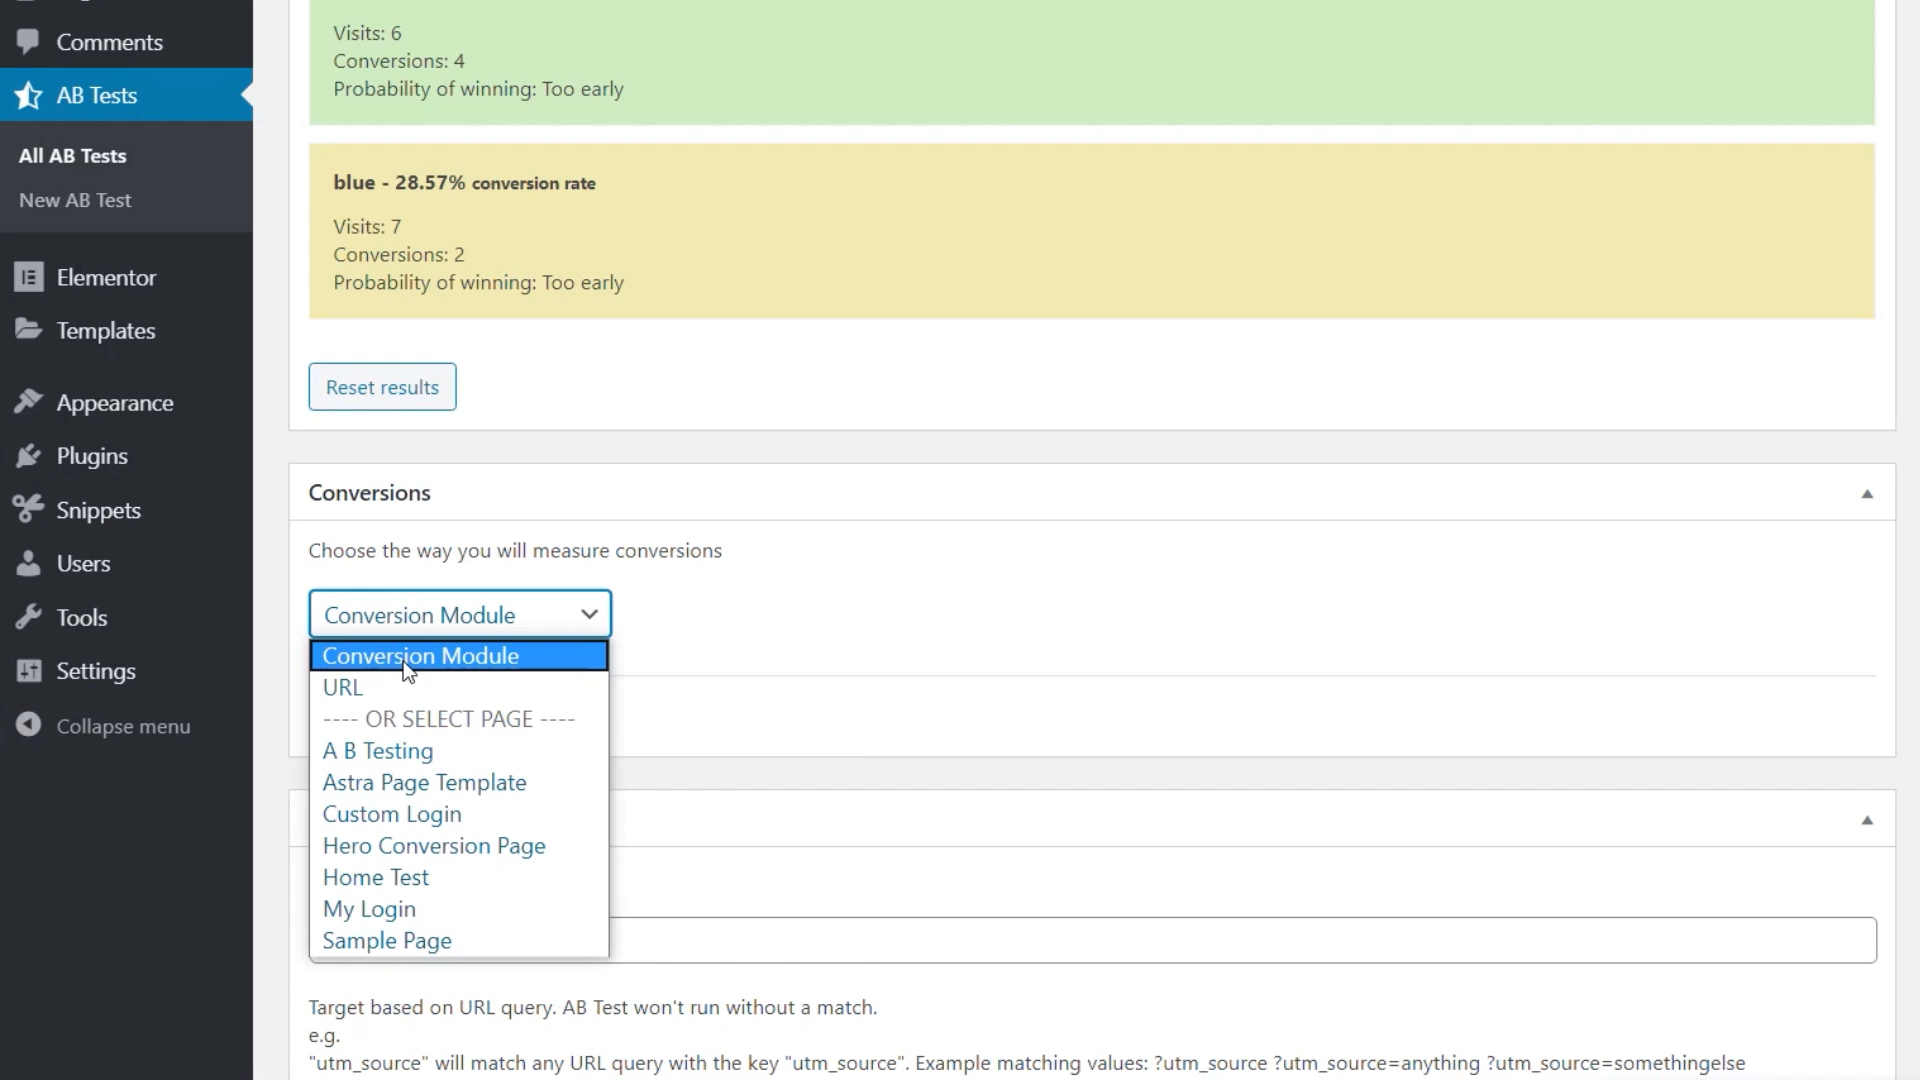 Comments
AB Tests
All AB Tests
New AB Test
Elementor
Templates
Appearance
Plugins
Snippets
Users
Tools
Settings
Collapse menu
Visits: 6
Conversions: 4
Probability of winning: Too early
blue - 28.57% conversion rate
Visits: 7
Conversions: 2
Probability of winning: Too early
Reset results
Conversions
Choose the way you will measure conversions
Conversion Module
Conversion Module
URL
---- OR SELECT PAGE ----
A B Testing
Astra Page Template
Custom Login
Hero Conversion Page
Home Test
My Login
Sample Page
Target based on URL query. AB Test won't run without a match.
e.g.
"utm_source" will match any URL query with the key "utm_source". Example matching values: ?utm_source ?utm_source=anything ?utm_source=somethingelse